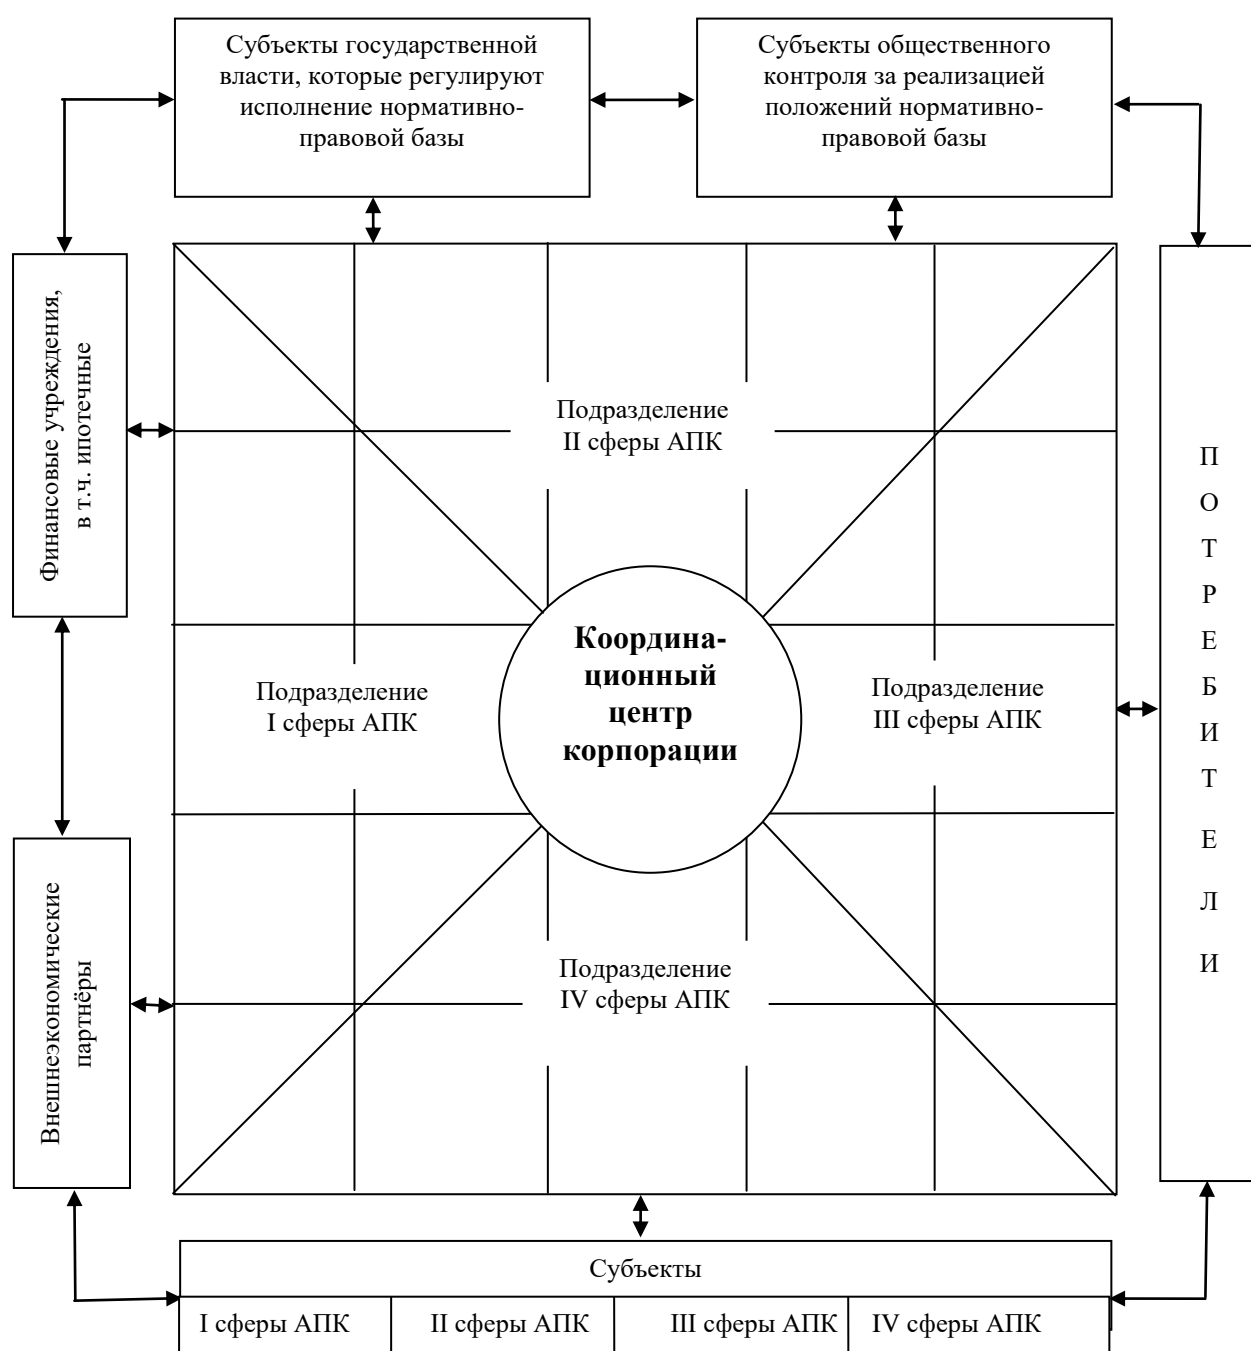 Субъекты государственной
власти, которые регулируют
исполнение нормативно-
правовой базы
Субъекты общественного
контроля за реализацией
положений нормативно-
правовой базы
Финансовые учреждения,
в т.ч. ипотечные
Подразделение
II сферы АПК
Координа-
ционный
центр
корпорации
Подразделение
I сферы АПК
Подразделение
III сферы АПК
ПОТРЕБИТЕЛИ
Внешнеэкономические
партнёры
Подразделение
IV сферы АПК
Субъекты
I сферы АПК II сферы АПК III сферы АПК IV сферы АПК